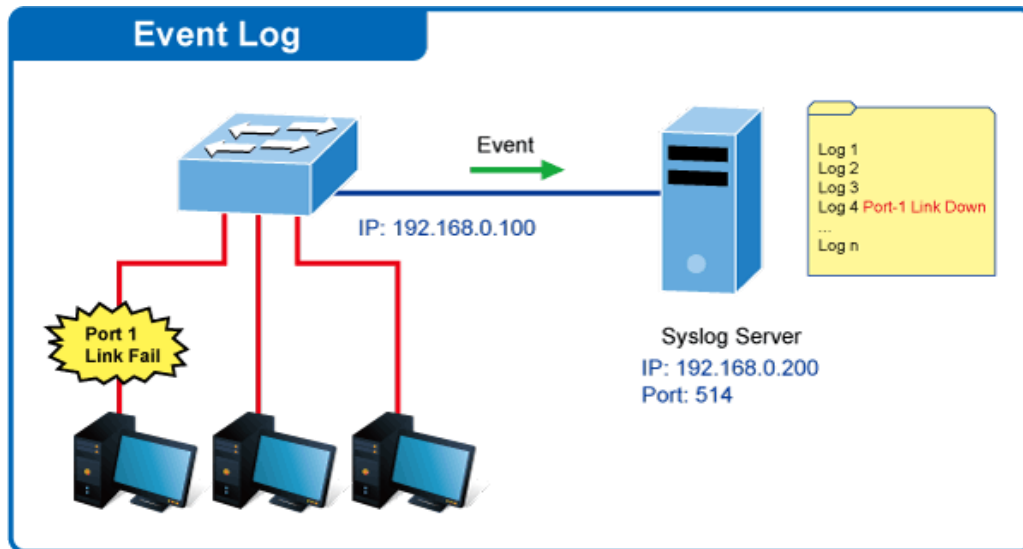 Event Log
Event
IP: 192.168.0.100
Port 1
Link Fail
Syslog Server
IP: 192.168.0.200
Port: 514
Log 1
Log 2
Log 3
Log 4 Port-1 Link Down
...
Log n